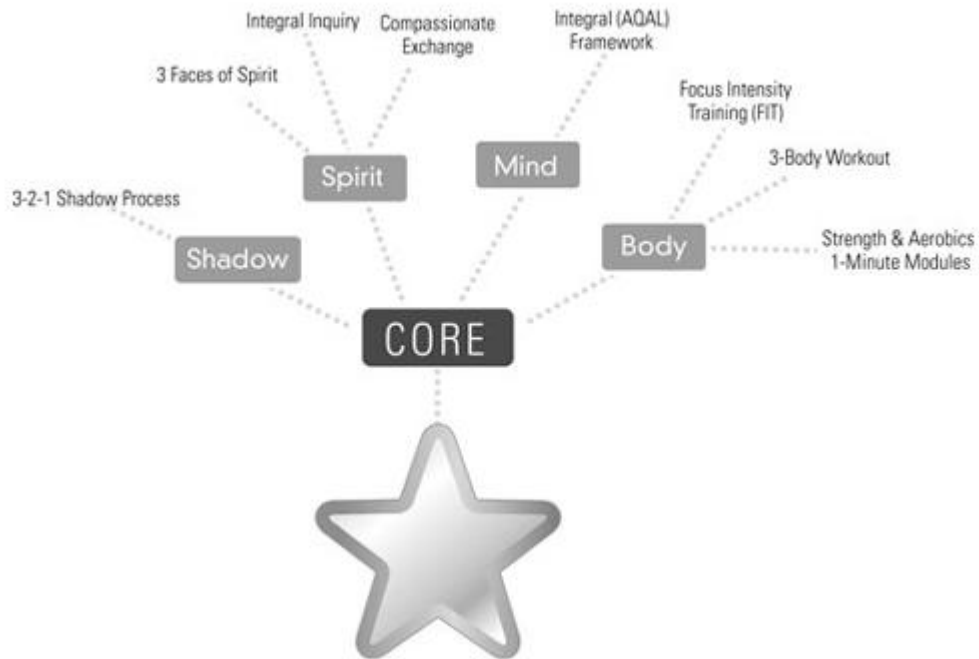 Integral Inquiry
Compassionate
Exchange
Integral (AQAL)
Framework
3 Faces of Spirit
Focus Intensity
Training (FIT)
Spirit
Mind
3-Body Workout
3-2-1 Shadow Process
Shadow
Body
Strength & Aerobics
1-Minute Modules
CORE